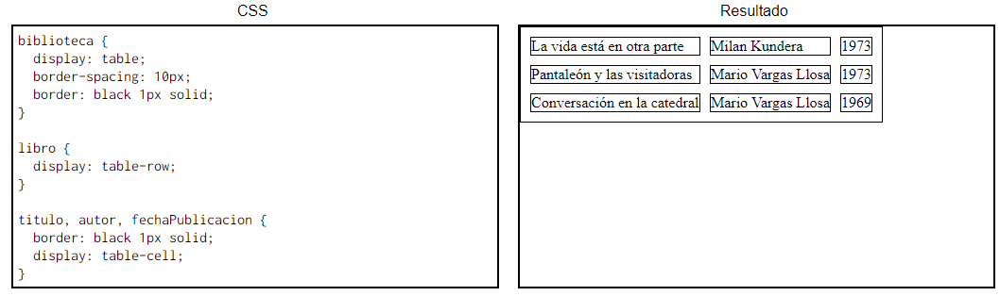 CSS
biblioteca {
  display: table;
  border-spacing: 10px;
  border: black 1px solid;
}
libro {
  display: table-row;
}
titulo, autor, fechaPublicacion {
  border: black 1px solid;
  display: table-cell;
}
Resultado
La vida está en otra parte Milan Kundera 1973
Pantaleón y las visitadoras Mario Vargas Llosa 1973
Conversación en la catedral Mario Vargas Llosa 1969